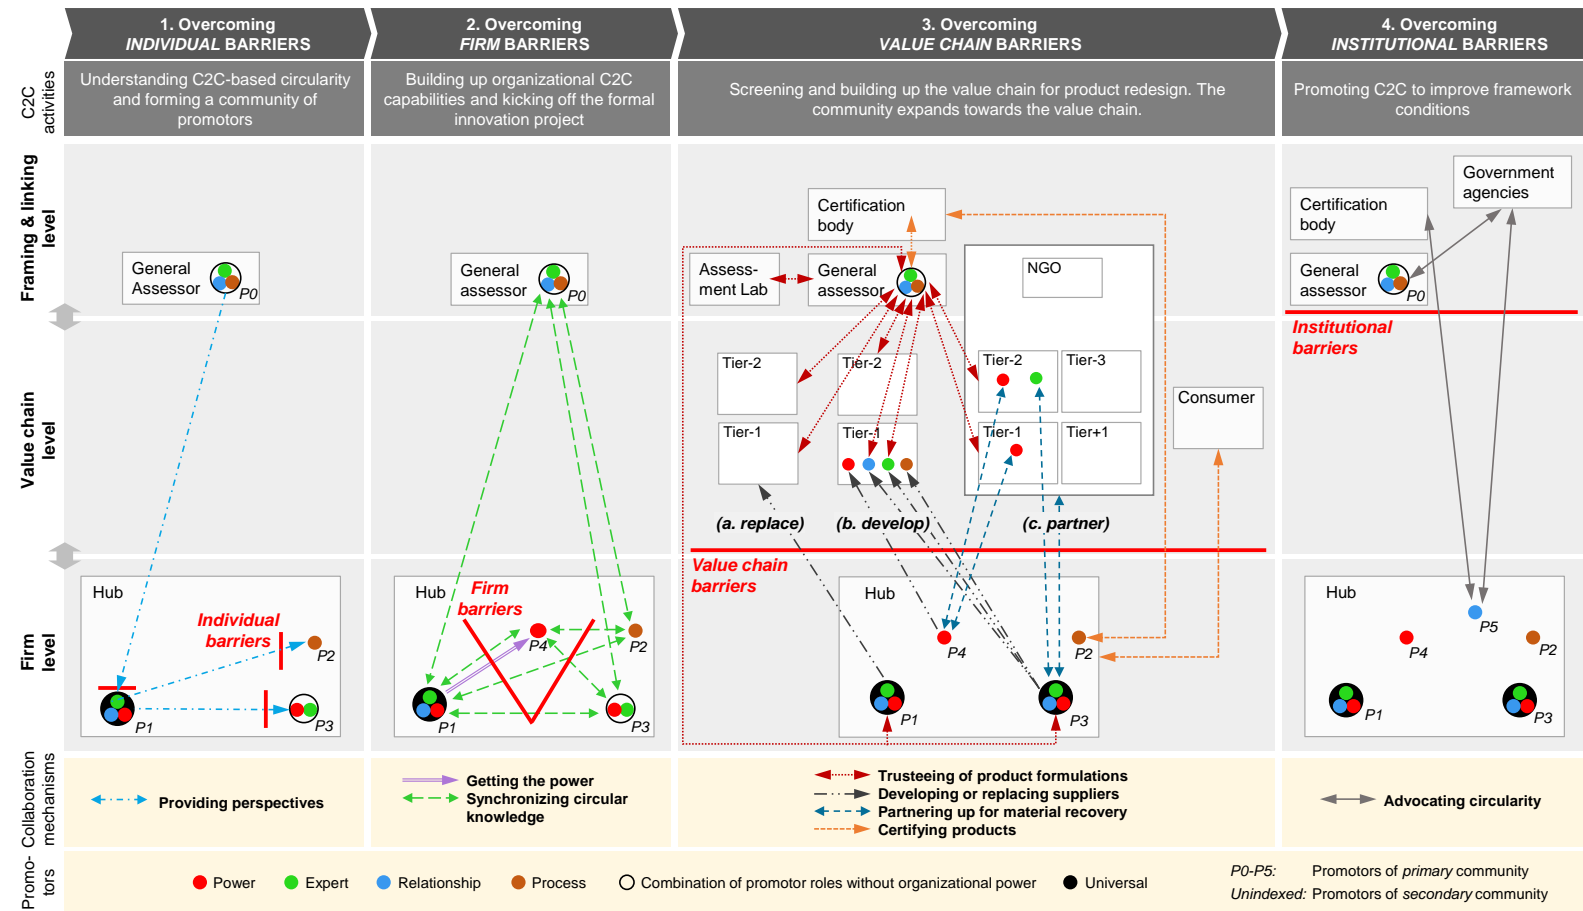 1. Overcoming
INDIVIDUAL BARRIERS
2. Overcoming
FIRM BARRIERS
3. Overcoming
VALUE CHAIN BARRIERS
4. Overcoming
INSTITUTIONAL BARRIERS
C2C
activities
Understanding C2C-based circularity
and forming a community of
promotors
Building up organizational C2C
capabilities and kicking off the formal
innovation project
Screening and building up the value chain for product redesign. The
community expands towards the value chain.
Promoting C2C to improve framework
conditions
Framing & linking
level
General
Assessor
P0
General
assessor
P0
Certification
body
Assess-
ment Lab
General
assessor
NGO
Government
agencies
Certification
body
General
assessor
P0
Institutional
barriers
Value chain
level
Tier-2
Tier-2
Tier-2
Tier-3
Tier-1
Tier-1
Tier-1
Tier+1
Consumer
(a. replace)
(b. develop)
(c. partner)
Value chain
barriers
Firm
level
Hub
Individual
barriers
P2
P1
P3
Hub
Firm
barriers
P4
P2
P1
P3
Hub
P4
P2
P1
P3
Hub
P5
P4
P2
P1
P3
Collaboration
mechanisms
Providing perspectives
Getting the power
Synchronizing circular
knowledge
Trusteeing of product formulations
Developing or replacing suppliers
Partnering up for material recovery
Certifying products
Advocating circularity
Promo-
tors
Power
Expert
Relationship
Process
Combination of promotor roles without organizational power
Universal
P0-P5: Promotors of primary community
Unindexed: Promotors of secondary community